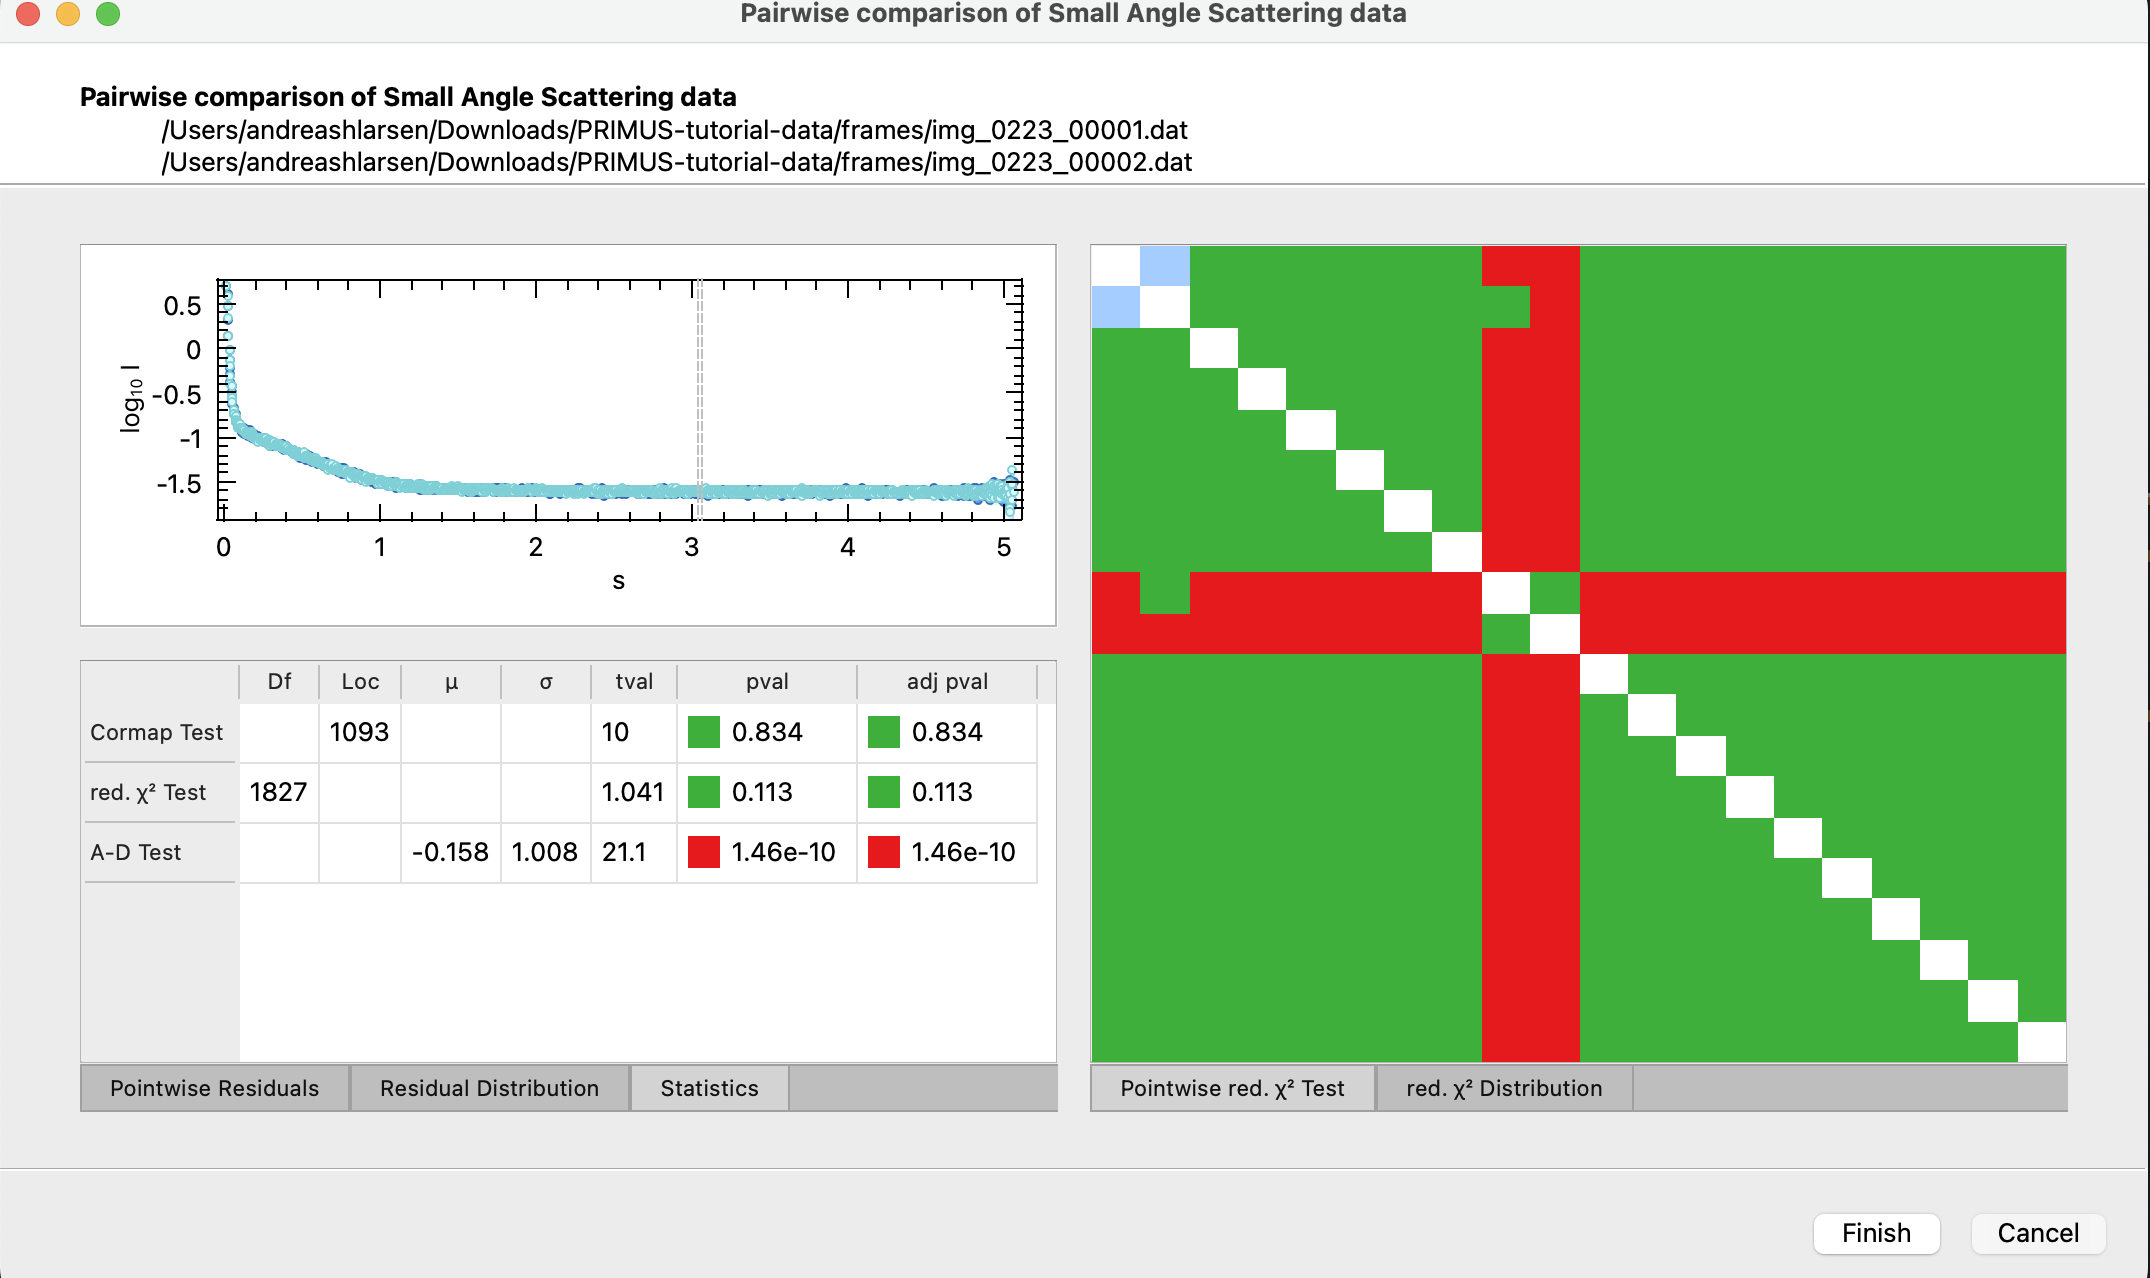 Pairwise comparison of Small Angle Scattering data
Pairwise comparison of Small Angle Scattering data
/Users/andreashlarsen/Downloads/PRIMUS-tutorial-data/frames/img_0223_00001.dat
/Users/andreashlarsen/Downloads/PRIMUS-tutorial-data/frames/img_0223_00002.dat
0.5
0
-0.5
-1
-1.5
log₁₀ I
0 1 2 3 4 5
s
Df Loc μ σ tval pval adj pval
Cormap Test 1093 10 0.834 0.834
red. χ² Test 1827 1.041 0.113 0.113
A-D Test -0.158 1.008 21.1 1.46e-10 1.46e-10
Pointwise Residuals Residual Distribution Statistics
Pointwise red. χ² Test red. χ² Distribution
Finish Cancel